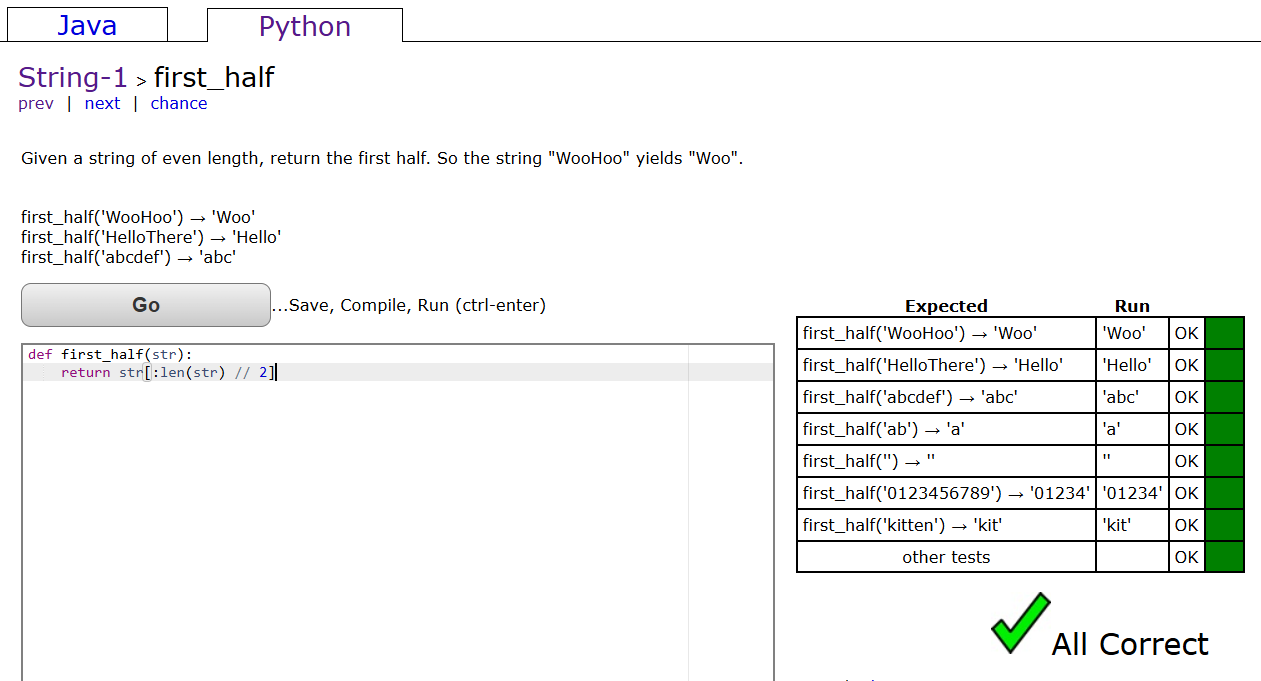 Java Python
String-1 > first_half
prev | next | chance
Given a string of even length, return the first half. So the string "WooHoo" yields "Woo".
first_half('WooHoo') → 'Woo'
first_half('HelloThere') → 'Hello'
first_half('abcdef') → 'abc'
Go ...Save, Compile, Run (ctrl-enter)
def first_half(str):
    return str[:len(str) // 2]
Expected Run
first_half('WooHoo') → 'Woo' 'Woo' OK
first_half('HelloThere') → 'Hello' 'Hello' OK
first_half('abcdef') → 'abc' 'abc' OK
first_half('ab') → 'a' 'a' OK
first_half('') → '' '' OK
first_half('0123456789') → '01234' '01234' OK
first_half('kitten') → 'kit' 'kit' OK
other tests OK
All Correct